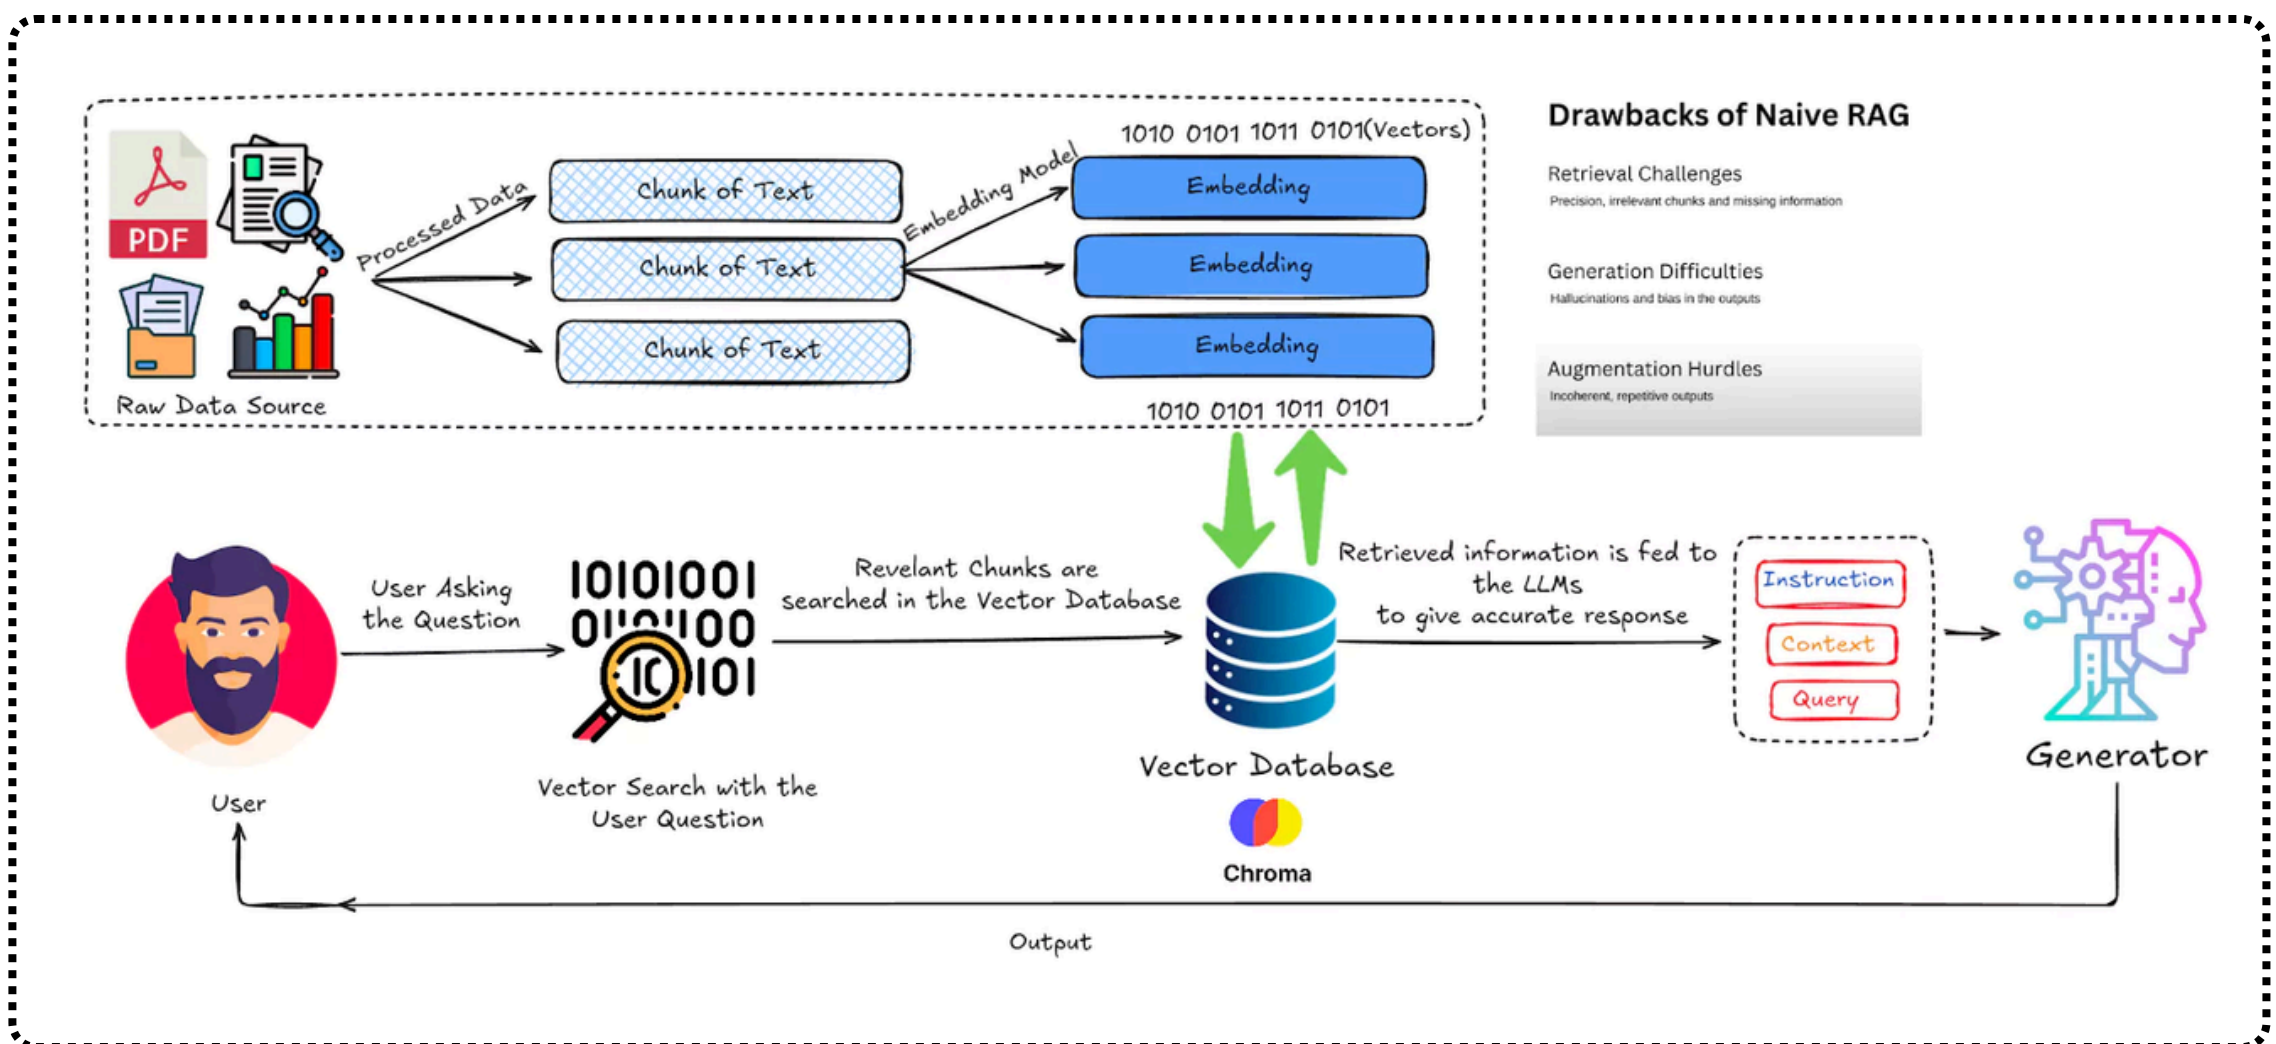 1010 0101 1011 0101(Vectors)
PDF
Raw Data Source
Processed Data
Chunk of Text
Chunk of Text
Chunk of Text
Embedding Model
Embedding
Embedding
Embedding
1010 0101 1011 0101
Drawbacks of Naive RAG
Retrieval Challenges
Precision, irrelevant chunks and missing information
Generation Difficulties
Hallucinations and bias in the outputs
Augmentation Hurdles
Incoherent, repetitive outputs
User
User Asking
the Question
10101001
101
Vector Search with the
User Question
Revelant Chunks are
searched in the Vector Database
Vector Database
Chroma
Retrieved information is fed to
the LLMs
to give accurate response
Instruction
Context
Query
Generator
Output